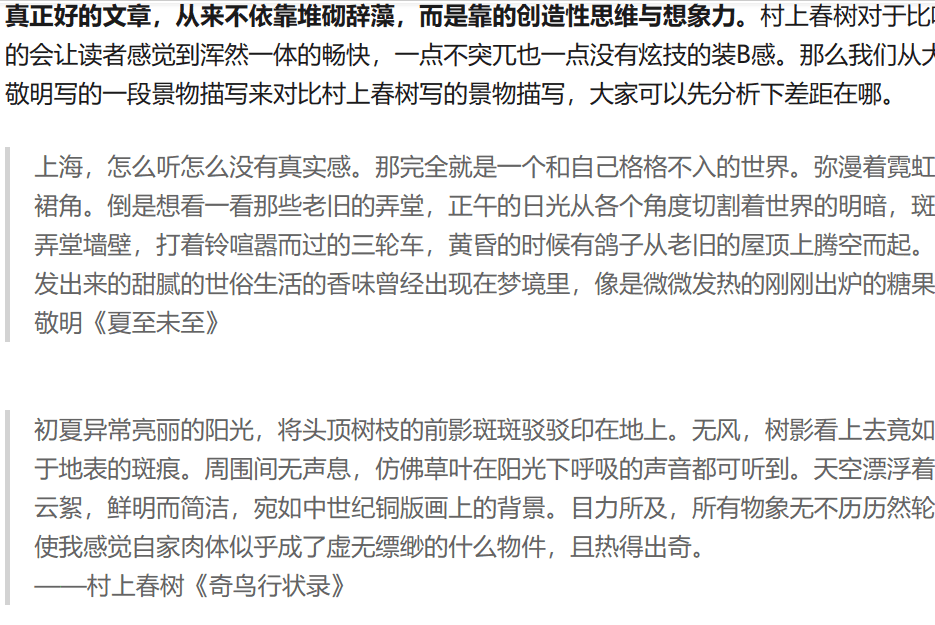 真正好的文章，从来不依靠堆砌辞藻，而是靠的创造性思维与想象力。村上春树对于比
的会让读者感觉到浑然一体的畅快，一点不突兀也一点没有炫技的装B感。那么我们从大
敬明写的一段景物描写来对比村上春树写的景物描写，大家可以先分析下差距在哪。
上海，怎么听怎么没有真实感。那完全就是一个和自己格格不入的世界。弥漫着霓虹
裙角。倒是想看一看那些老旧的弄堂，正午的日光从各个角度切割着世界的明暗，斑
弄堂墙壁，打着铃喧嚣而过的三轮车，黄昏的时候有鸽子从老旧的屋顶上腾空而起。
发出来的甜腻的世俗生活的香味曾经出现在梦境里，像是微微发热的刚刚出炉的糖果
敬明《夏至未至》
初夏异常亮丽的阳光，将头顶树枝的前影斑斑驳驳印在地上。无风，树影看上去竟如
于地表的斑痕。周围间无声息，仿佛草叶在阳光下呼吸的声音都可听到。天空漂浮着
云絮，鲜明而简洁，宛如中世纪铜版画上的背景。目力所及，所有物象无不历历然轮
使我感觉自家肉体似乎成了虚无缥缈的什么物件，且热得出奇。
——村上春树《奇鸟行状录》